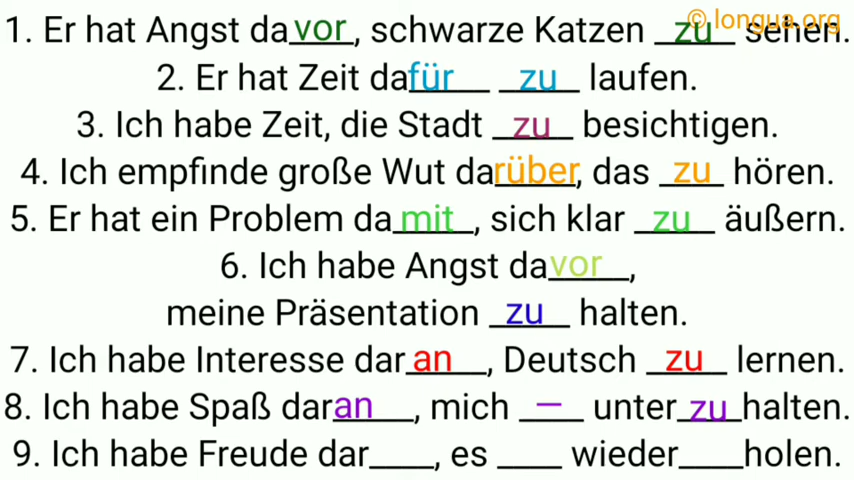 © longua.org
1. Er hat Angst davor, schwarze Katzen zu sehen.
2. Er hat Zeit dafür zu laufen.
3. Ich habe Zeit, die Stadt zu besichtigen.
4. Ich empfinde große Wut darüber, das zu hören.
5. Er hat ein Problem damit, sich klar zu äußern.
6. Ich habe Angst davor,
meine Präsentation zu halten.
7. Ich habe Interesse daran, Deutsch zu lernen.
8. Ich habe Spaß daran, mich — unterzuhalten.
9. Ich habe Freude dar____, es ____ wieder____holen.